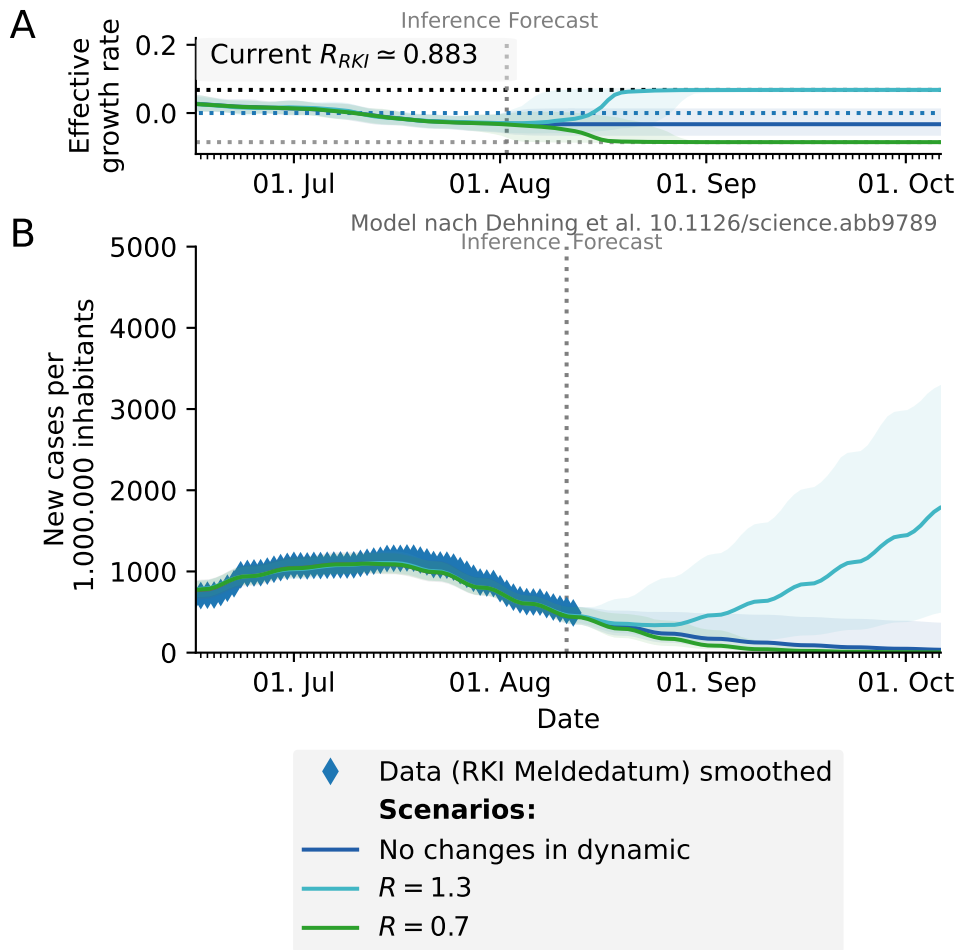 A
Inference Forecast
Effective
growth rate
0.2
0.0
Current R_RKI ≃ 0.883
01. Jul
01. Aug
01. Sep
01. Oct
B
Model nach Dehning et al. 10.1126/science.abb9789
Inference Forecast
New cases per
1.000.000 inhabitants
5000
4000
3000
2000
1000
0
01. Jul
01. Aug
01. Sep
01. Oct
Date
Data (RKI Meldedatum) smoothed
Scenarios:
No changes in dynamic
R = 1.3
R = 0.7